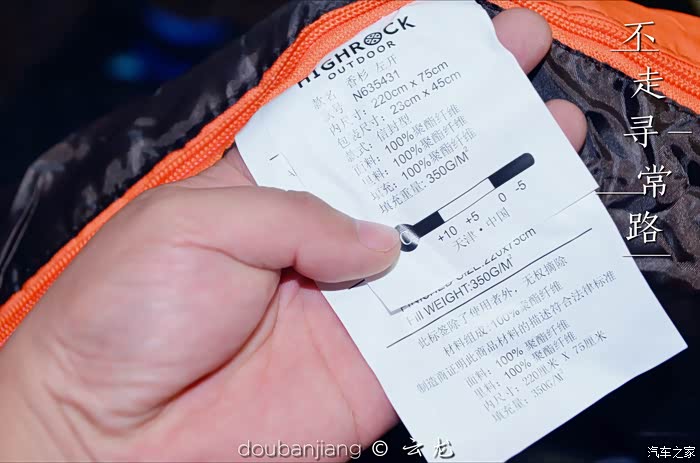 HIGHROCK
OUTDOOR
款名 香杉 左开
款号 N635431
内尺寸: 220cm x 75cm
包装尺寸: 23cm x 45cm
款式: 信封型
面料: 100%聚酯纤维
里料: 100%聚酯纤维
填充: 100%聚酯纤维
填充重量: 350G/M²
+10 +5 0 -5
天津·中国
Fill WEIGHT:350G/M²
此标签除了使用者外，无权摘除
材料组成: 100%聚酯纤维
制造商证明此商品材料的描述符合法律标准
面料: 100% 聚酯纤维
里料: 100% 聚酯纤维
内尺寸: 220厘米 X 75厘米
填充量: 350G/M²
不走寻常路
doubanjiang © 云龙
汽车之家